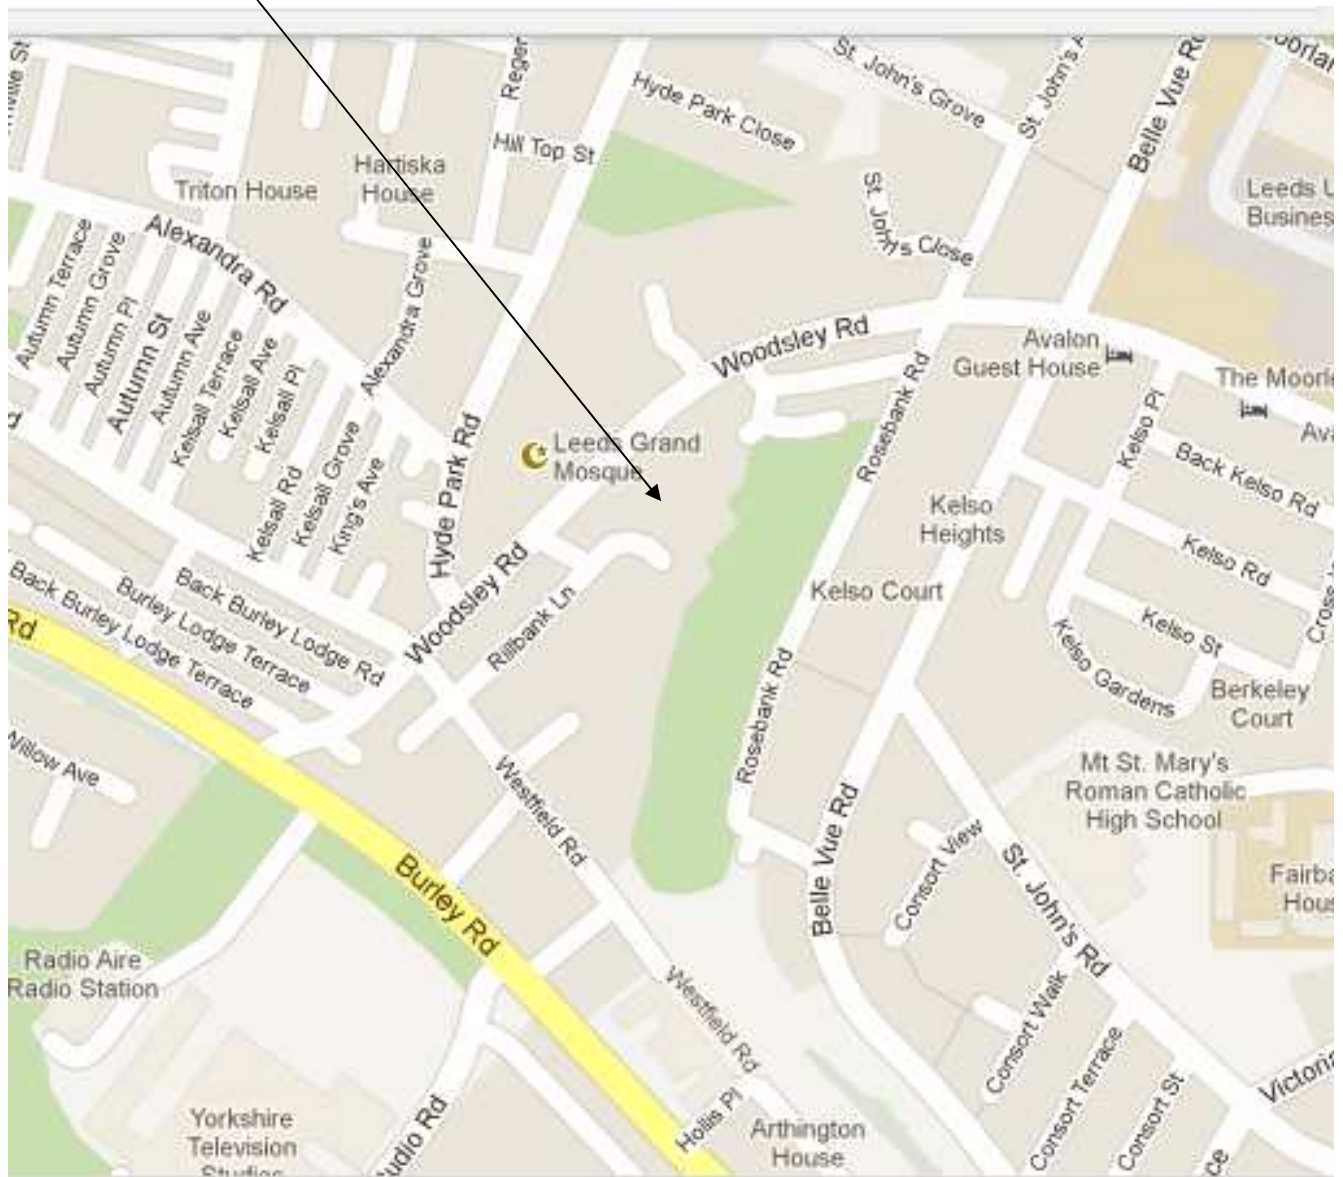 St. John's Grove
Hyde Park Close
Hill Top St
Belle Vue Rd
Hartiska
House
Triton House
St. John's Close
Alexandra Rd
Autumn Terrace
Autumn Grove
Autumn Pl
Autumn St
Autumn Ave
Kelsall Terrace
Kelsall Ave
Kelsall Pl
Kelsall Rd
Kelsall Grove
King's Ave
Alexandra Grove
Hyde Park Rd
Woodsley Rd
Rosebank Rd
Avalon
Guest House
Leeds Grand
Mosque
Kelso Pl
Back Kelso Rd
Kelso
Heights
Kelso Rd
Kelso Court
Kelso St
Kelso Gardens
Berkeley
Court
Woodsley Rd
Rillbank Ln
Back Burley Lodge Rd
Burley Lodge Terrace
Back Burley Lodge Terrace
Rd
Willow Ave
Rosebank Rd
Westfield Rd
Mt St. Mary's
Roman Catholic
High School
Belle Vue Rd
Consort View
St. John's Rd
Burley Rd
Radio Aire
Radio Station
Westfield Rd
Consort Walk
Consort Terrace
Consort St
Hollis Pl
Arthington
House
Yorkshire
Television